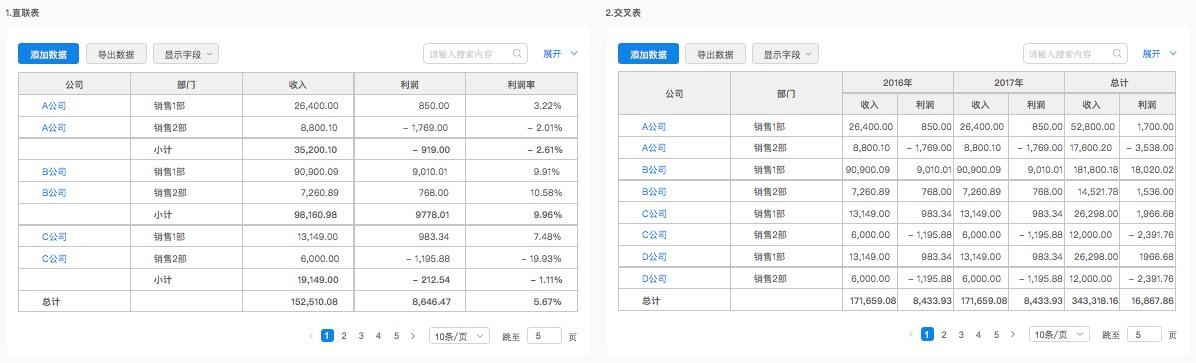 1.直联表
添加数据 导出数据 显示字段 请输入搜索内容 展开
公司 部门 收入 利润 利润率
A公司 销售1部 26,400.00 850.00 3.22%
A公司 销售2部 8,800.10 − 1,769.00 − 2.01%
小计 35,200.10 − 919.00 − 2.61%
B公司 销售1部 90,900.09 9,010.01 9.91%
B公司 销售2部 7,260.89 768.00 10.58%
小计 98,160.98 9778.01 9.96%
C公司 销售1部 13,149.00 983.34 7.48%
C公司 销售2部 6,000.00 − 1,195.88 − 19.93%
小计 19,149.00 − 212.54 − 1.11%
总计 152,510.08 8,646.47 5.67%
1 2 3 4 5 10条/页 跳至 5 页
2.交叉表
添加数据 导出数据 显示字段 请输入搜索内容 展开
公司 部门 2016年 2017年 总计
收入 利润 收入 利润 收入 利润
A公司 销售1部 26,400.00 850.00 26,400.00 850.00 52,800.00 1,700.00
A公司 销售2部 8,800.10 − 1,769.00 8,800.10 − 1,769.00 17,600.20 − 3,538.00
B公司 销售1部 90,900.09 9,010.01 90,900.09 9,010.01 181,800.18 18,020.02
B公司 销售2部 7,260.89 768.00 7,260.89 768.00 14,521.78 1,536.00
C公司 销售1部 13,149.00 983.34 13,149.00 983.34 26,298.00 1,966.68
C公司 销售2部 6,000.00 − 1,195.88 6,000.00 − 1,195.88 12,000.00 − 2,391.76
D公司 销售1部 13,149.00 983.34 13,149.00 983.34 26,298.00 1966.68
D公司 销售2部 6,000.00 − 1,195.88 6,000.00 − 1,195.88 12,000.00 − 2,391.76
总计 171,659.08 8,433.93 171,659.08 8,433.93 343,318.16 16,867.86
1 2 3 4 5 10条/页 跳至 5 页